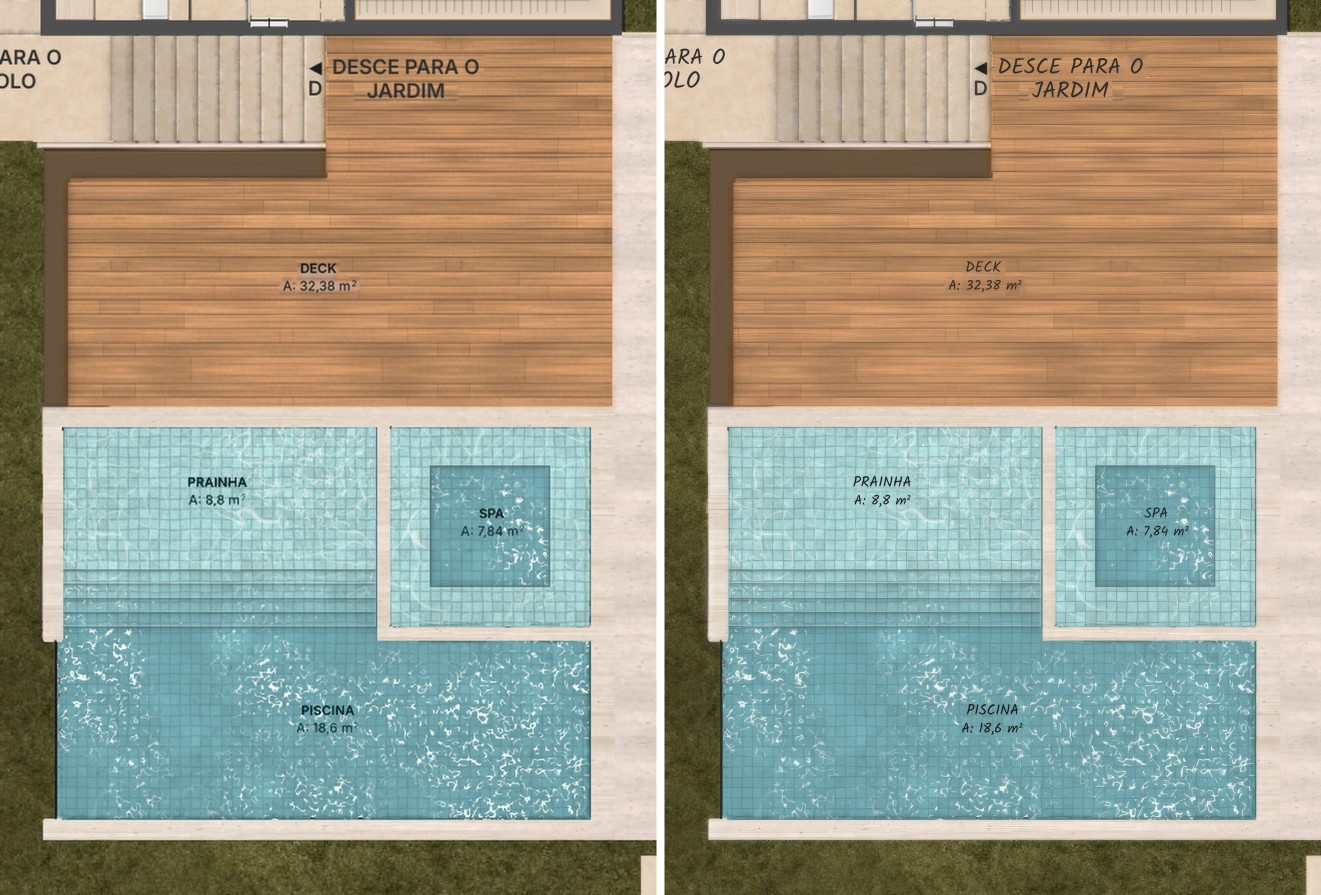 ARA O
OLO
◄ DESCE PARA O
D JARDIM
DECK
A: 32,38 m²
PRAINHA
A: 8,8 m²
SPA
A: 7,84 m²
PISCINA
A: 18,6 m²
ARA O
OLO
◄ DESCE PARA O
D JARDIM
DECK
A: 32,38 m²
PRAINHA
A: 8,8 m²
SPA
A: 7,84 m²
PISCINA
A: 18,6 m²